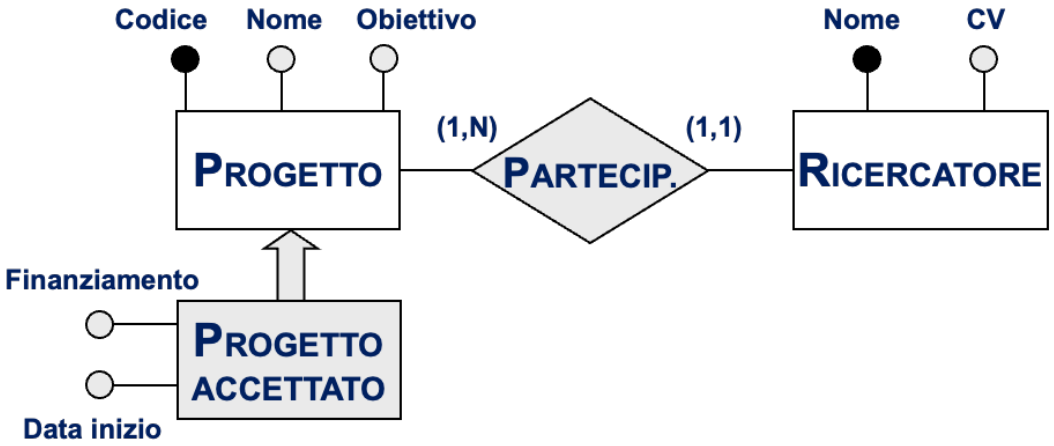 Codice Nome Obiettivo
Nome CV
(1,N) (1,1)
PROGETTO
PARTECIP.
RICERCATORE
Finanziamento
PROGETTO
ACCETTATO
Data inizio